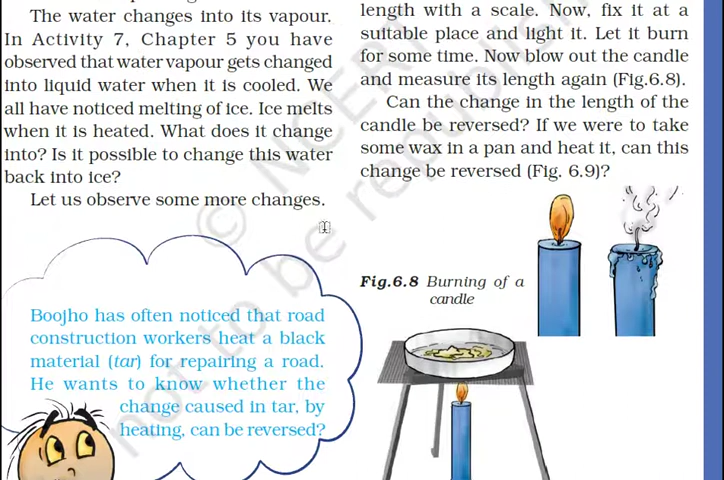 The water changes into its vapour.
In Activity 7, Chapter 5 you have
observed that water vapour gets changed
into liquid water when it is cooled. We
all have noticed melting of ice. Ice melts
when it is heated. What does it change
into? Is it possible to change this water
back into ice?
Let us observe some more changes.
Boojho has often noticed that road
construction workers heat a black
material (tar) for repairing a road.
He wants to know whether the
change caused in tar, by
heating, can be reversed?
length with a scale. Now, fix it at a
suitable place and light it. Let it burn
for some time. Now blow out the candle
and measure its length again (Fig.6.8).
Can the change in the length of the
candle be reversed? If we were to take
some wax in a pan and heat it, can this
change be reversed (Fig. 6.9)?
Fig.6.8 Burning of a
candle
© NCERT
not to be republish